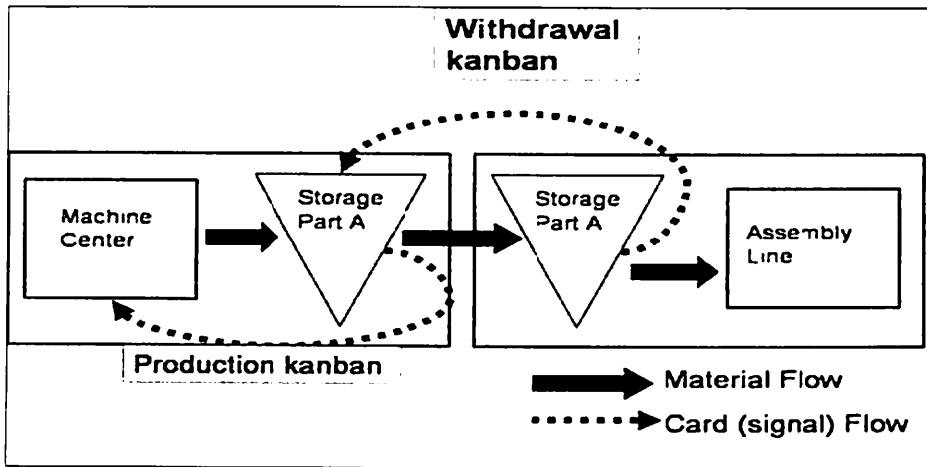 Withdrawal
kanban
Machine
Center
Storage
Part A
Storage
Part A
Assembly
Line
Production kanban
Material Flow
Card (signal) Flow